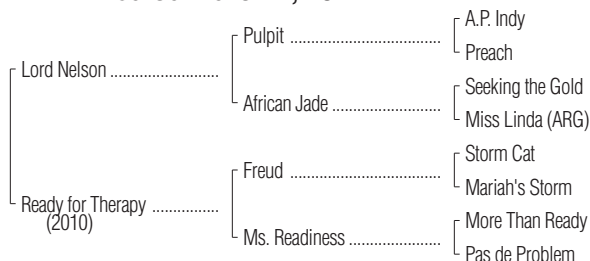 Pulpit ........................................
A.P. Indy
Preach
Lord Nelson .............................
African Jade .............................
Seeking the Gold
Miss Linda (ARG)
Freud ........................................
Storm Cat
Mariah's Storm
Ready for Therapy ..................
(2010)
Ms. Readiness ........................
More Than Ready
Pas de Problem